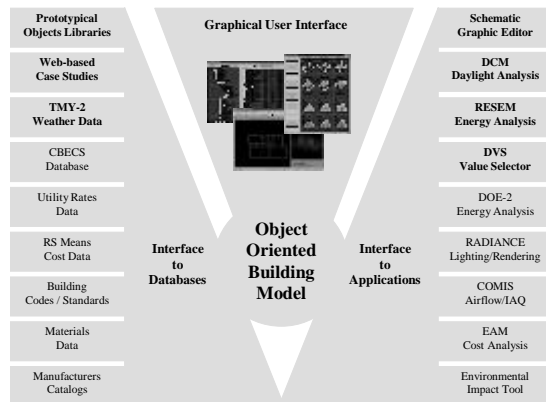 Prototypical
Objects Libraries
Web-based
Case Studies
TMY-2
Weather Data
CBECS
Database
Utility Rates
Data
RS Means
Cost Data
Building
Codes / Standards
Materials
Data
Manufacturers
Catalogs
Graphical User Interface
Interface
to
Databases
Object
Oriented
Building
Model
Interface
to
Applications
Schematic
Graphic Editor
DCM
Daylight Analysis
RESEM
Energy Analysis
DVS
Value Selector
DOE-2
Energy Analysis
RADIANCE
Lighting/Rendering
COMIS
Airflow/IAQ
EAM
Cost Analysis
Environmental
Impact Tool